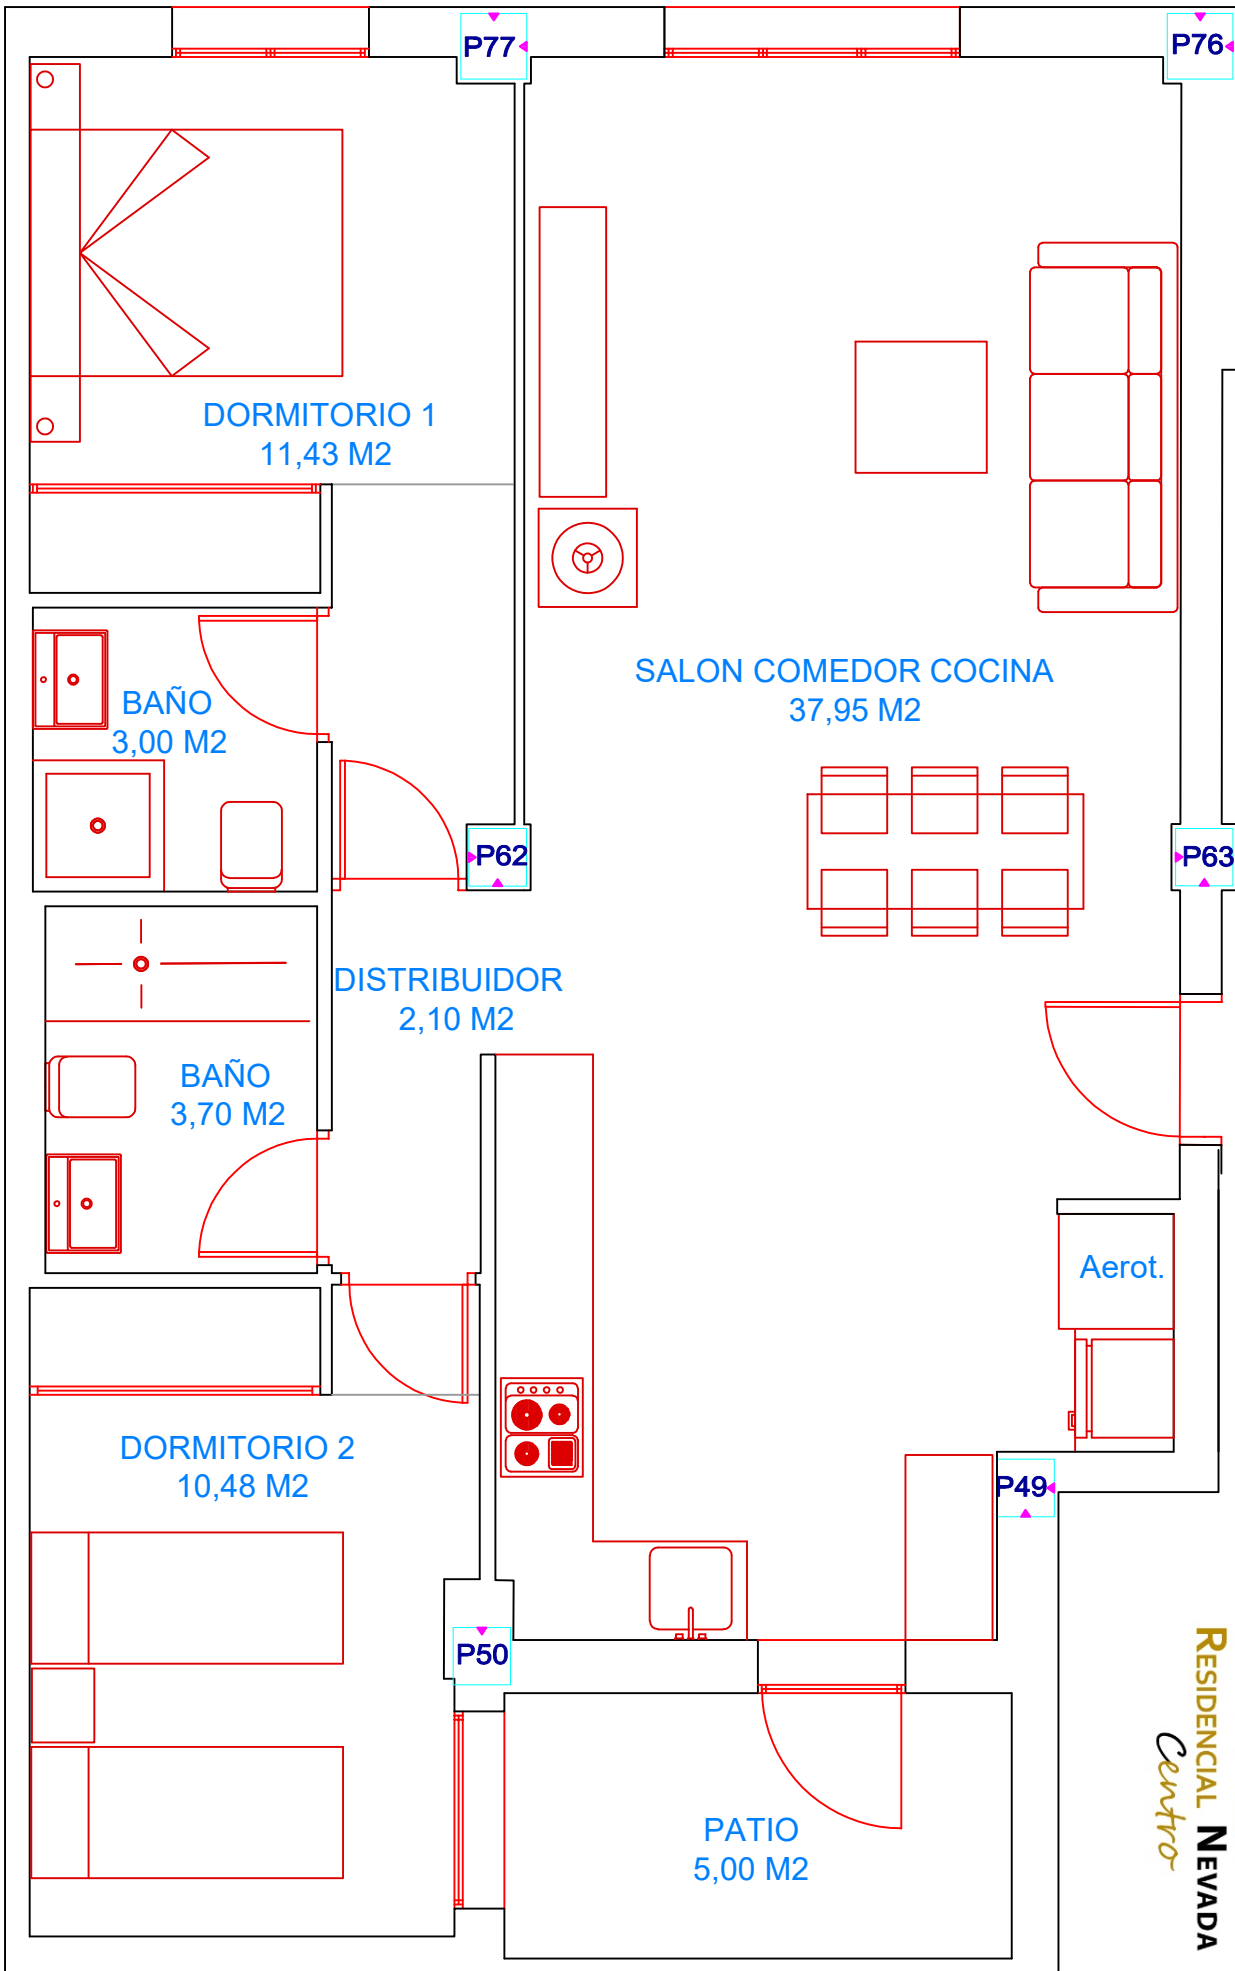 P77
P76
DORMITORIO 1
11,43 M2
SALON COMEDOR COCINA
37,95 M2
BAÑO
3,00 M2
P62
P63
DISTRIBUIDOR
2,10 M2
BAÑO
3,70 M2
Aerot.
DORMITORIO 2
10,48 M2
P49
P50
PATIO
5,00 M2
RESIDENCIAL NEVADA
Centro